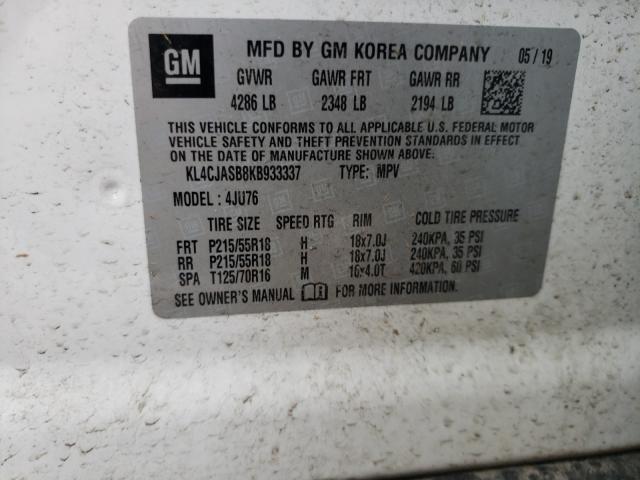 GM MFD BY GM KOREA COMPANY 05/19
GVWR GAWR FRT GAWR RR
4286 LB 2348 LB 2194 LB
THIS VEHICLE CONFORMS TO ALL APPLICABLE U.S. FEDERAL MOTOR
VEHICLE SAFETY AND THEFT PREVENTION STANDARDS IN EFFECT ON
THE DATE OF MANUFACTURE SHOWN ABOVE.
KL4CJASB8KB933337 TYPE: MPV
MODEL : 4JU76
TIRE SIZE SPEED RTG RIM COLD TIRE PRESSURE
FRT P215/55R18 H 18x7.0J 240KPA, 35 PSI
RR P215/55R18 H 18x7.0J 240KPA, 35 PSI
SPA T125/70R16 M 16x4.0T 420KPA, 60 PSI
SEE OWNER'S MANUAL FOR MORE INFORMATION.